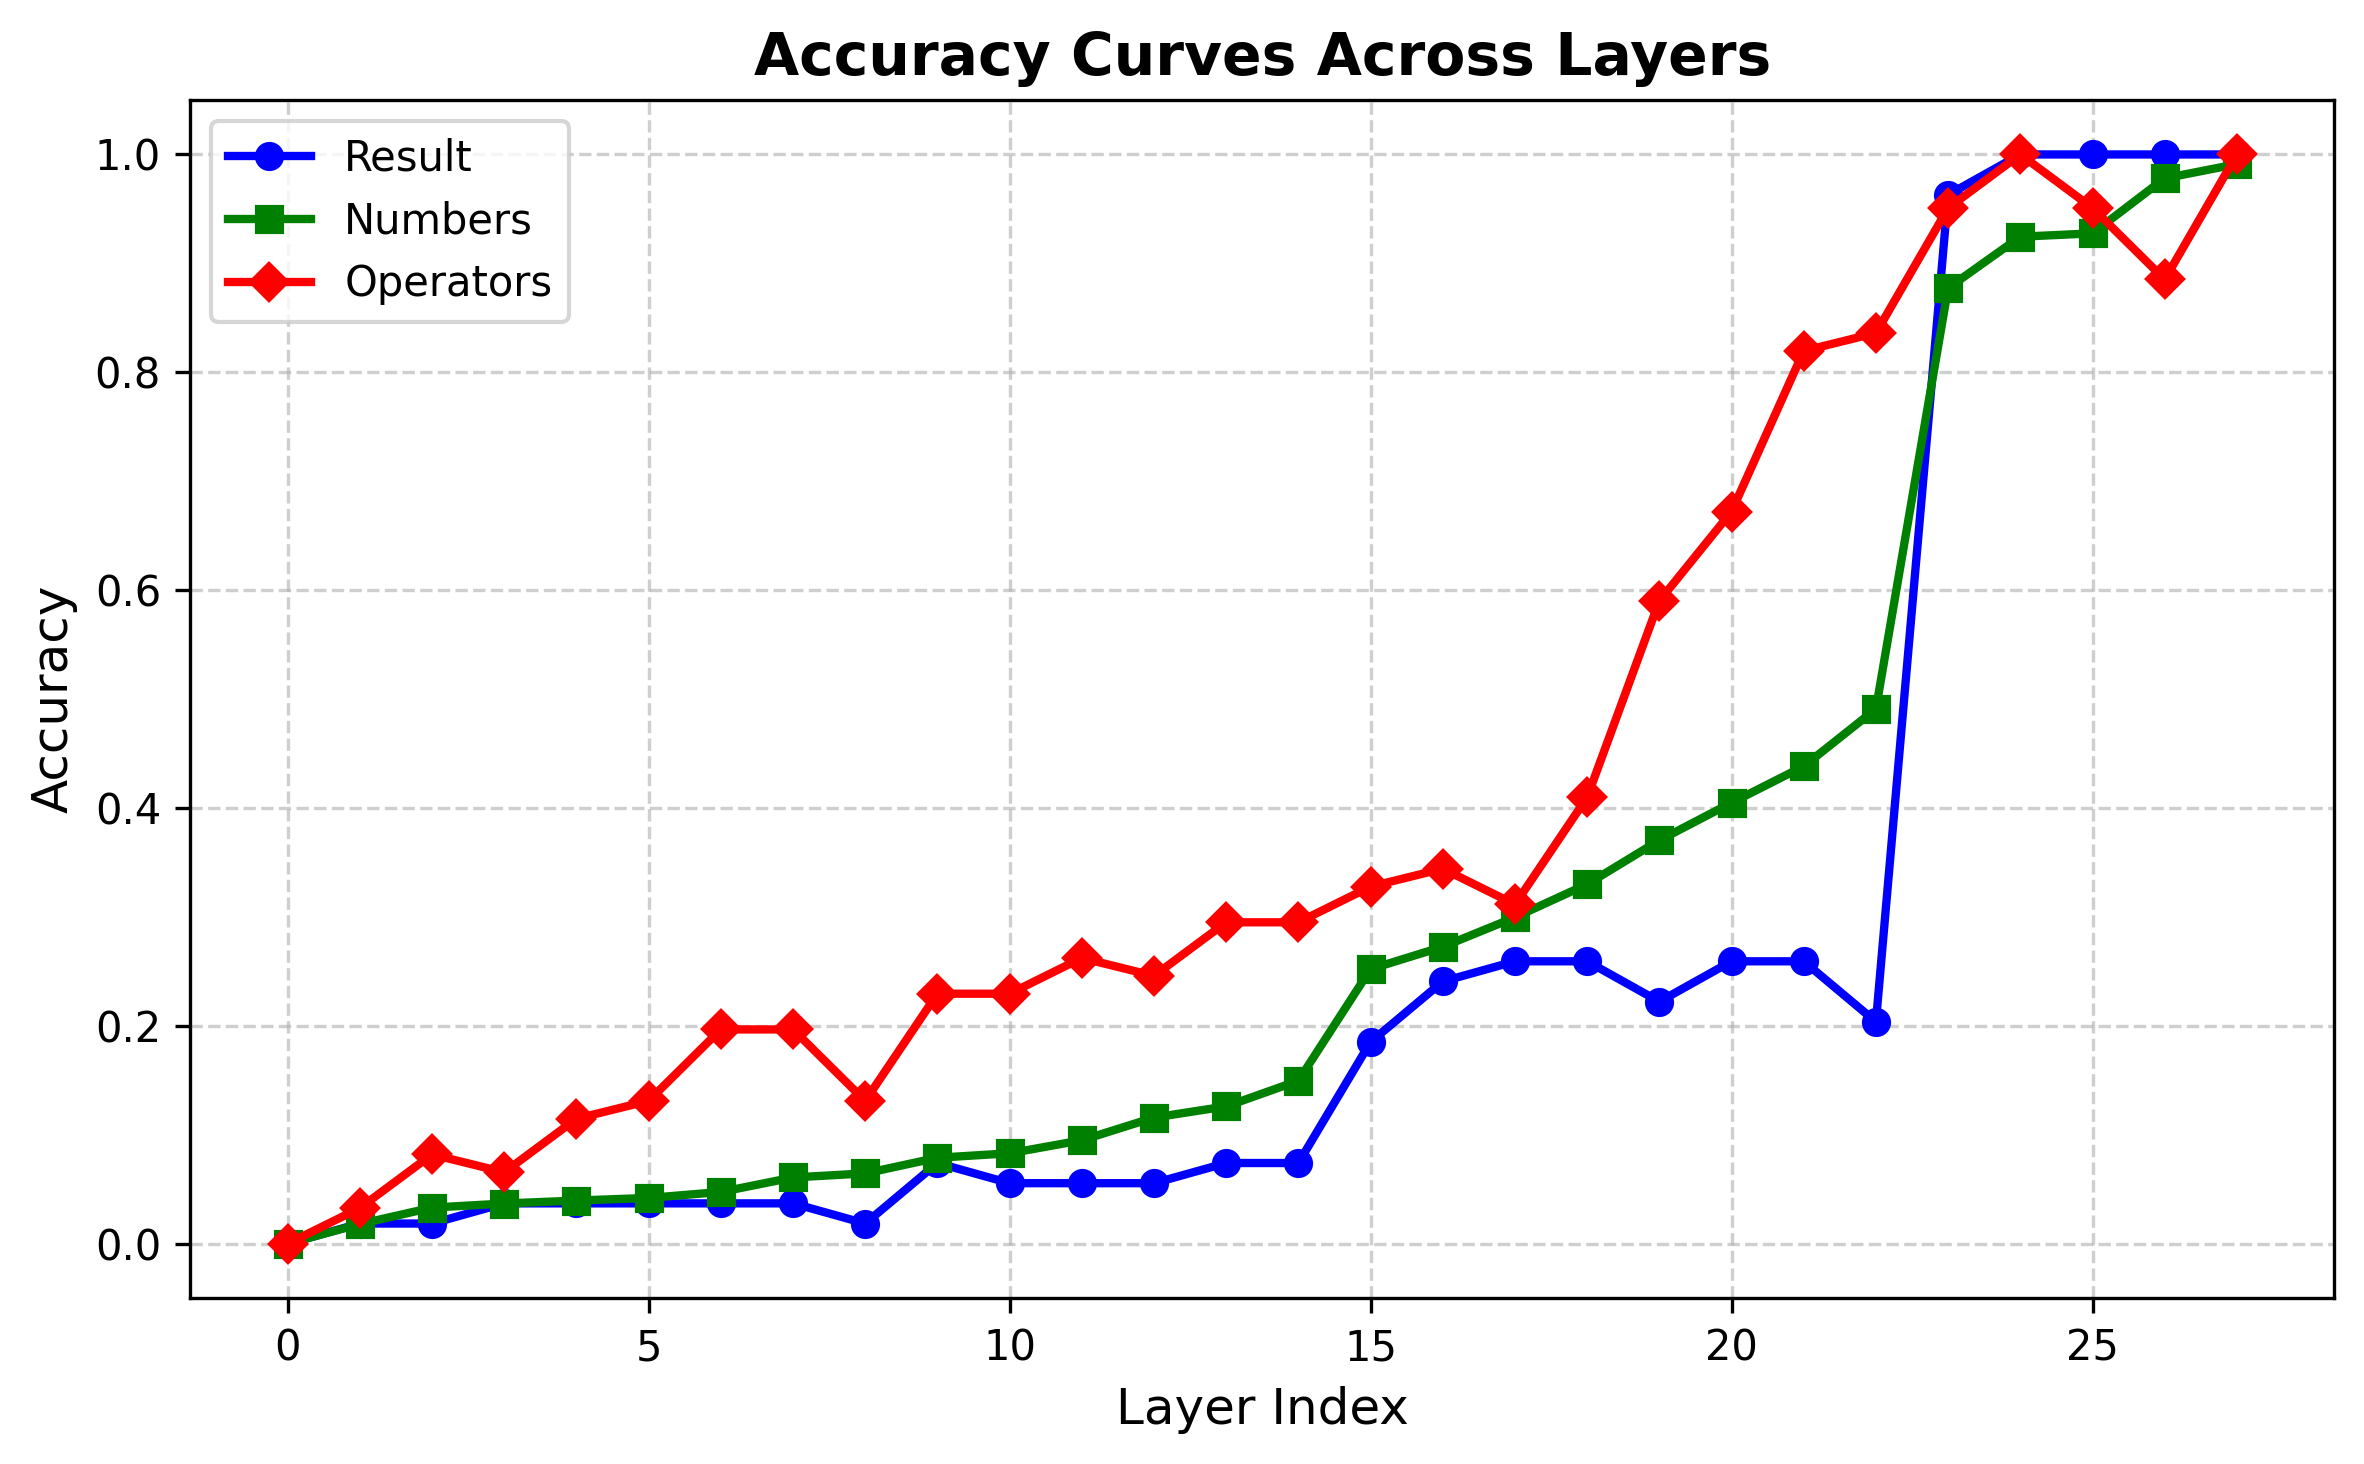 Accuracy Curves Across Layers
Result
Numbers
Operators
1.0
0.8
0.6
0.4
0.2
0.0
Accuracy
0 5 10 15 20 25
Layer Index